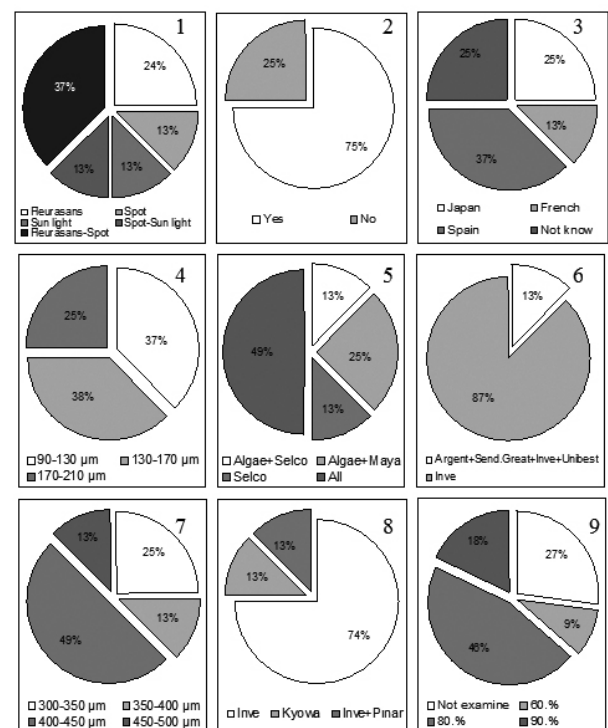 1
24%
13%
13%
13%
37%
Reurasans Spot
Sun light Spot-Sun light
Reurasans-Spot
2
25%
75%
Yes No
3
25%
25%
13%
37%
Japan French
Spain Not know
4
25%
37%
38%
90-130 µm 130-170 µm
170-210 µm
5
13%
49%
25%
13%
Algae+Selco Algae+Maya
Selco All
6
13%
87%
Argent+Send.Great+Inve+Unibest
Inve
7
13%
25%
13%
49%
300-350 µm 350-400 µm
400-450 µm 450-500 µm
8
13%
13%
74%
Inve Kyowa Inve+Pınar
9
18%
27%
9%
46%
Not examine 60.%
80.% 90.%